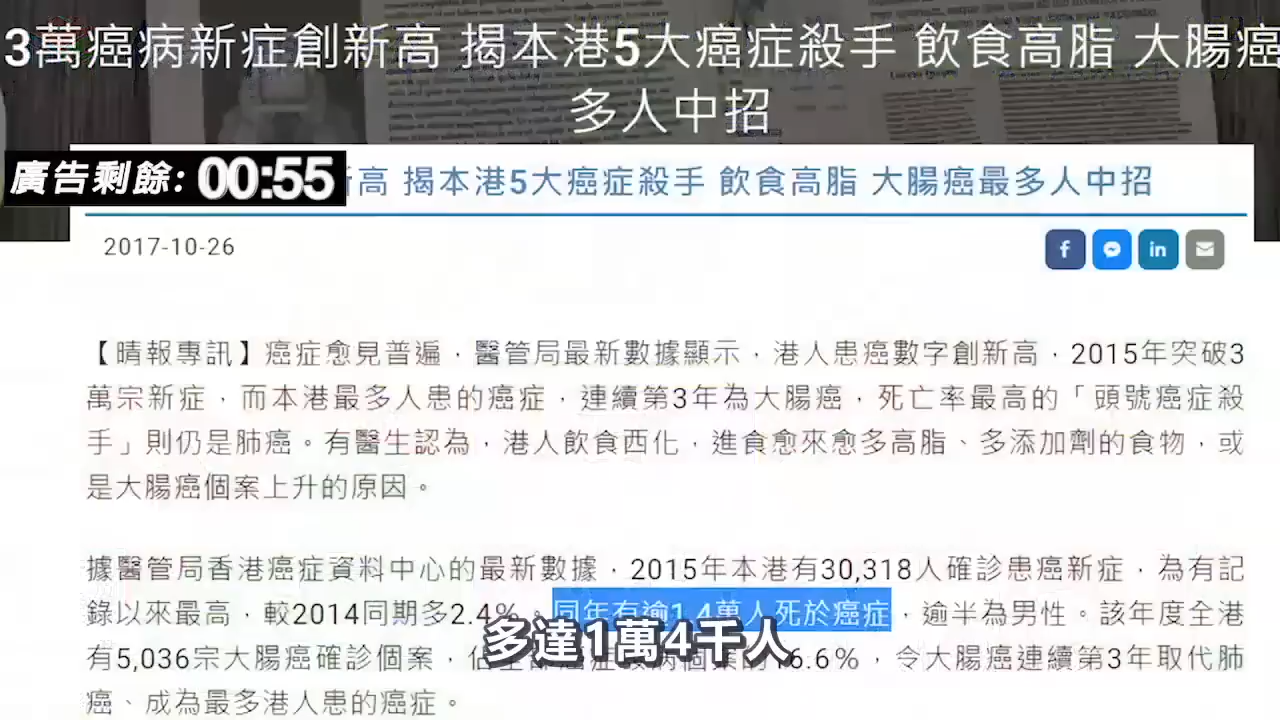 3萬癌病新症創新高 揭本港5大癌症殺手 飲食高脂 大腸癌
多人中招
廣告剩餘: 00:55
高 揭本港5大癌症殺手 飲食高脂 大腸癌最多人中招
2017-10-26
f
in
【晴報專訊】癌症愈見普遍，醫管局最新數據顯示，港人患癌數字創新高，2015年突破3
萬宗新症，而本港最多人患的癌症，連續第3年為大腸癌，死亡率最高的「頭號癌症殺
手」則仍是肺癌。有醫生認為，港人飲食西化，進食愈來愈多高脂、多添加劑的食物，或
是大腸癌個案上升的原因。
據醫管局香港癌症資料中心的最新數據，2015年本港有30,318人確診患癌新症，為有記
錄以來最高，較2014同期多2.4%。同年有逾1.4萬人死於癌症，逾半為男性。該年度全港
有5,036宗大腸癌確診個案，6.6%，令大腸癌連續第3年取代肺
多達1萬4千人
癌、成為最多港人患的癌症。